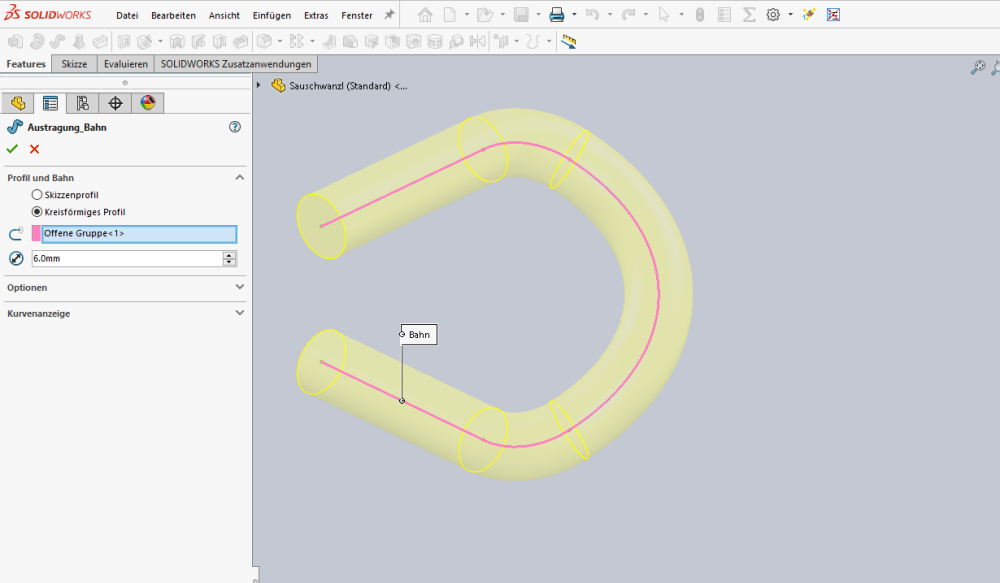 SOLIDWORKS Datei Bearbeiten Ansicht Einfügen Extras Fenster
Features Skizze Evaluieren SOLIDWORKS Zusatzanwendungen
Sauschwanzl (Standard) <...
Austragung_Bahn
Profil und Bahn
Skizzenprofil
Kreisförmiges Profil
Offene Gruppe<1>
6.0mm
Optionen
Kurvenanzeige
Bahn